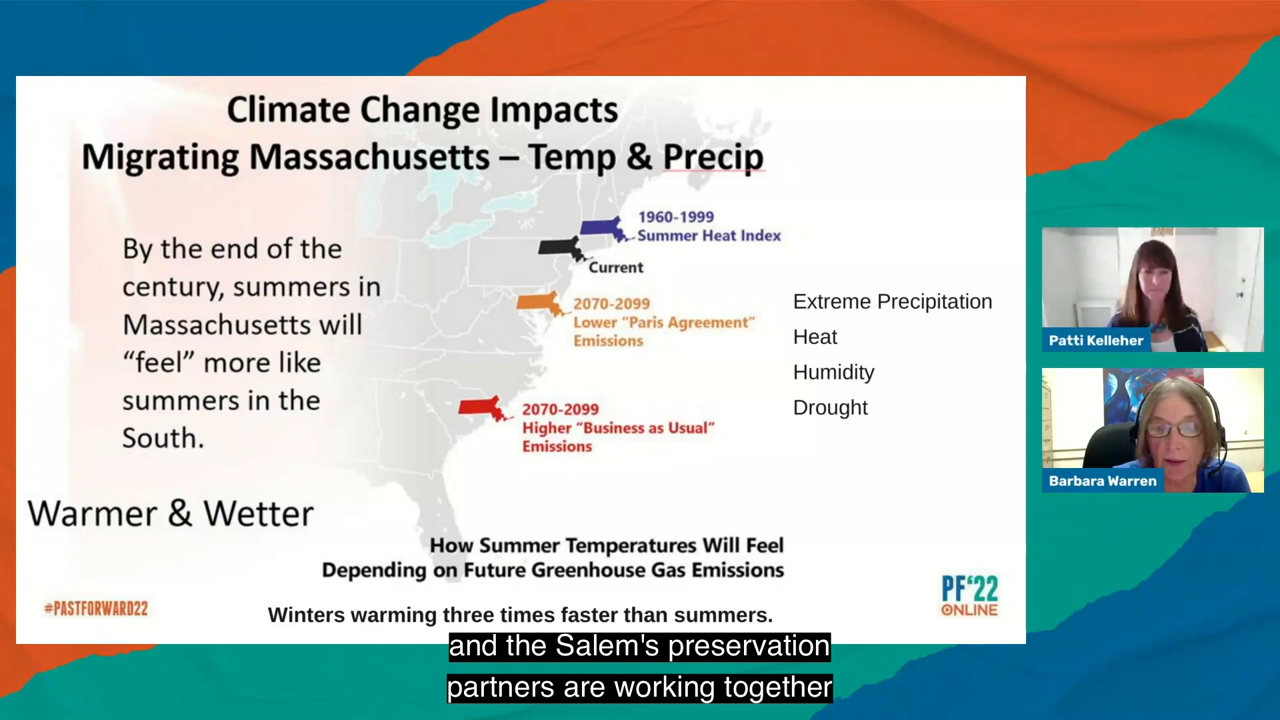 Climate Change Impacts
Migrating Massachusetts – Temp & Precip
By the end of the
century, summers in
Massachusetts will
“feel” more like
summers in the
South.
Warmer & Wetter
1960-1999
Summer Heat Index
Current
2070-2099
Lower “Paris Agreement”
Emissions
2070-2099
Higher “Business as Usual”
Emissions
Extreme Precipitation
Heat
Humidity
Drought
How Summer Temperatures Will Feel
Depending on Future Greenhouse Gas Emissions
#PASTFORWARD22
Winters warming three times faster than summers.
PF‘22
ONLINE
Patti Kelleher
Barbara Warren
and the Salem's preservation
partners are working together